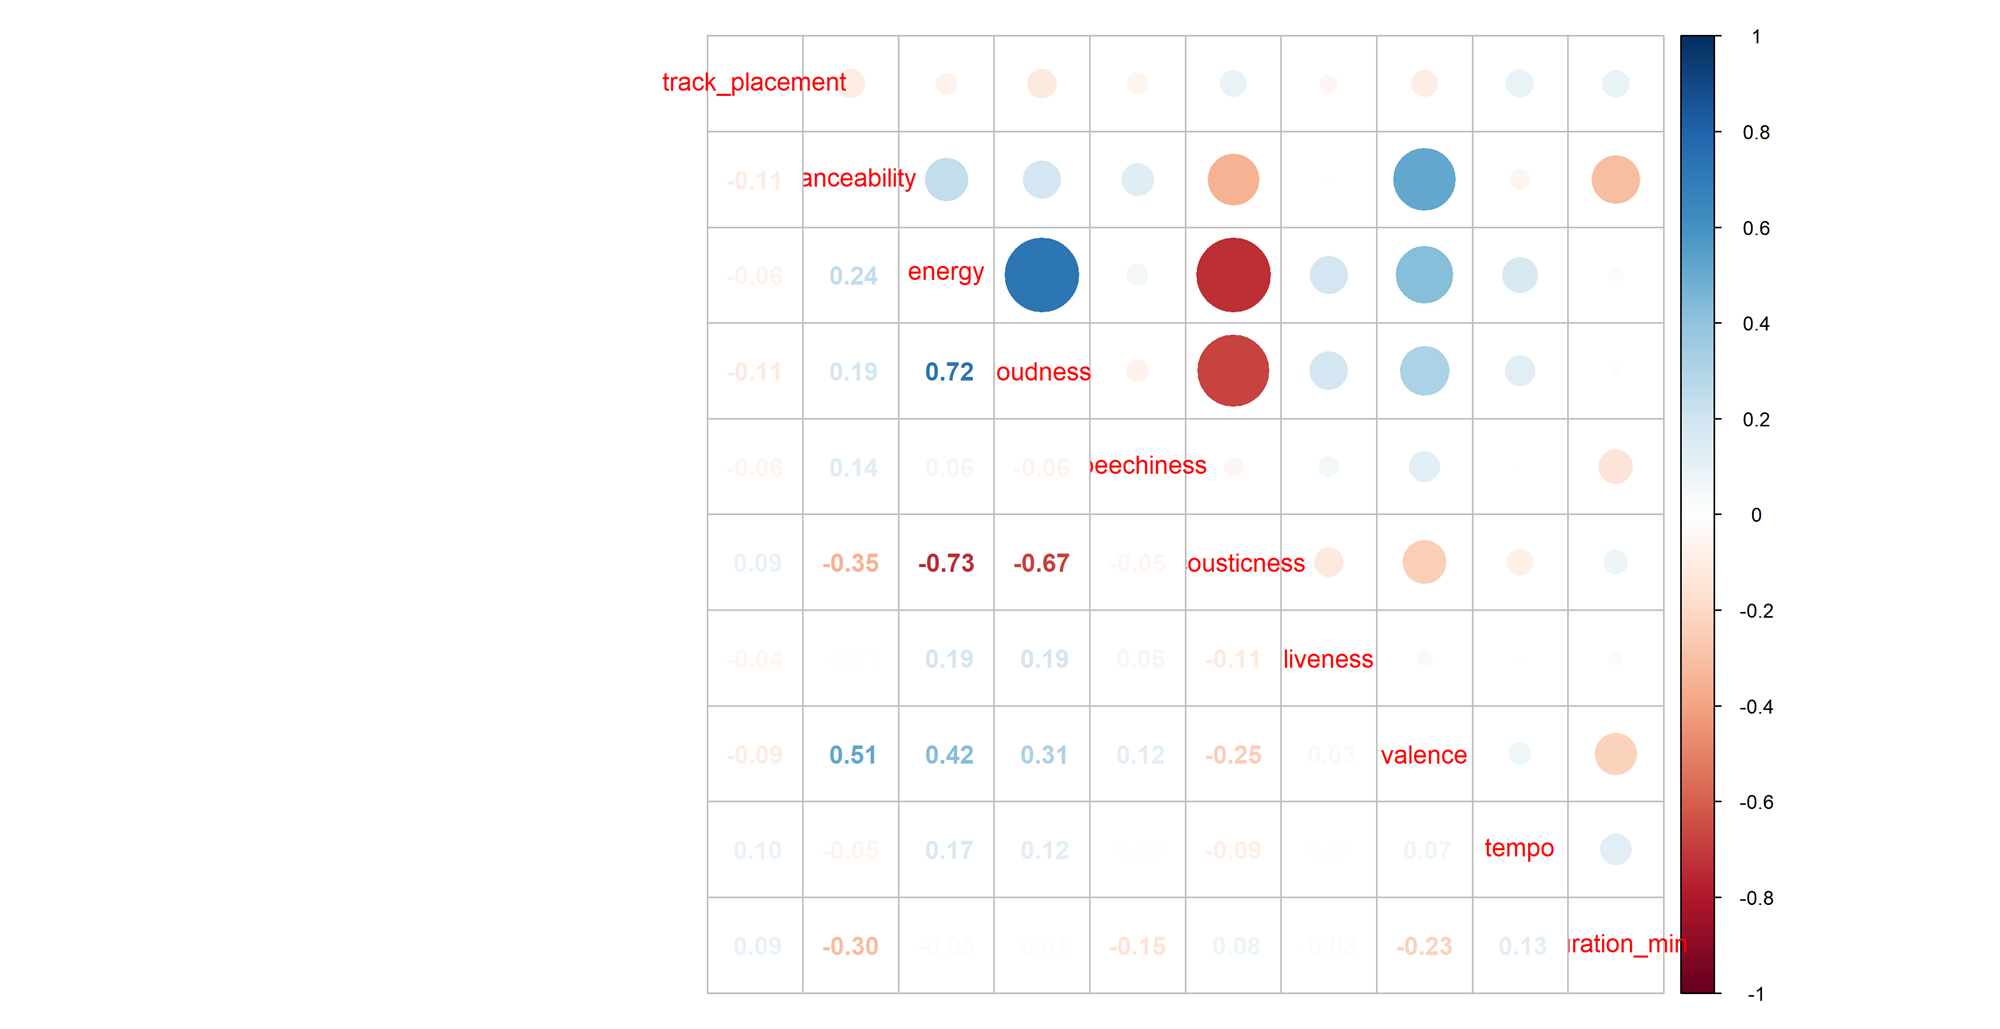 track_placement
-0.11 anceability
-0.06 0.24 energy
-0.11 0.19 0.72 oudness
-0.06 0.14 0.06 -0.06 peechiness
0.09 -0.35 -0.73 -0.67 -0.05 ousticness
-0.04 0.19 0.19 0.05 -0.11 liveness
-0.09 0.51 0.42 0.31 0.12 -0.25 0.03 valence
0.10 -0.05 0.17 0.12 -0.09 0.07 tempo
0.09 -0.30 -0.03 0.01 -0.15 0.08 -0.03 -0.23 0.13 uration_min
1
0.8
0.6
0.4
0.2
0
-0.2
-0.4
-0.6
-0.8
-1